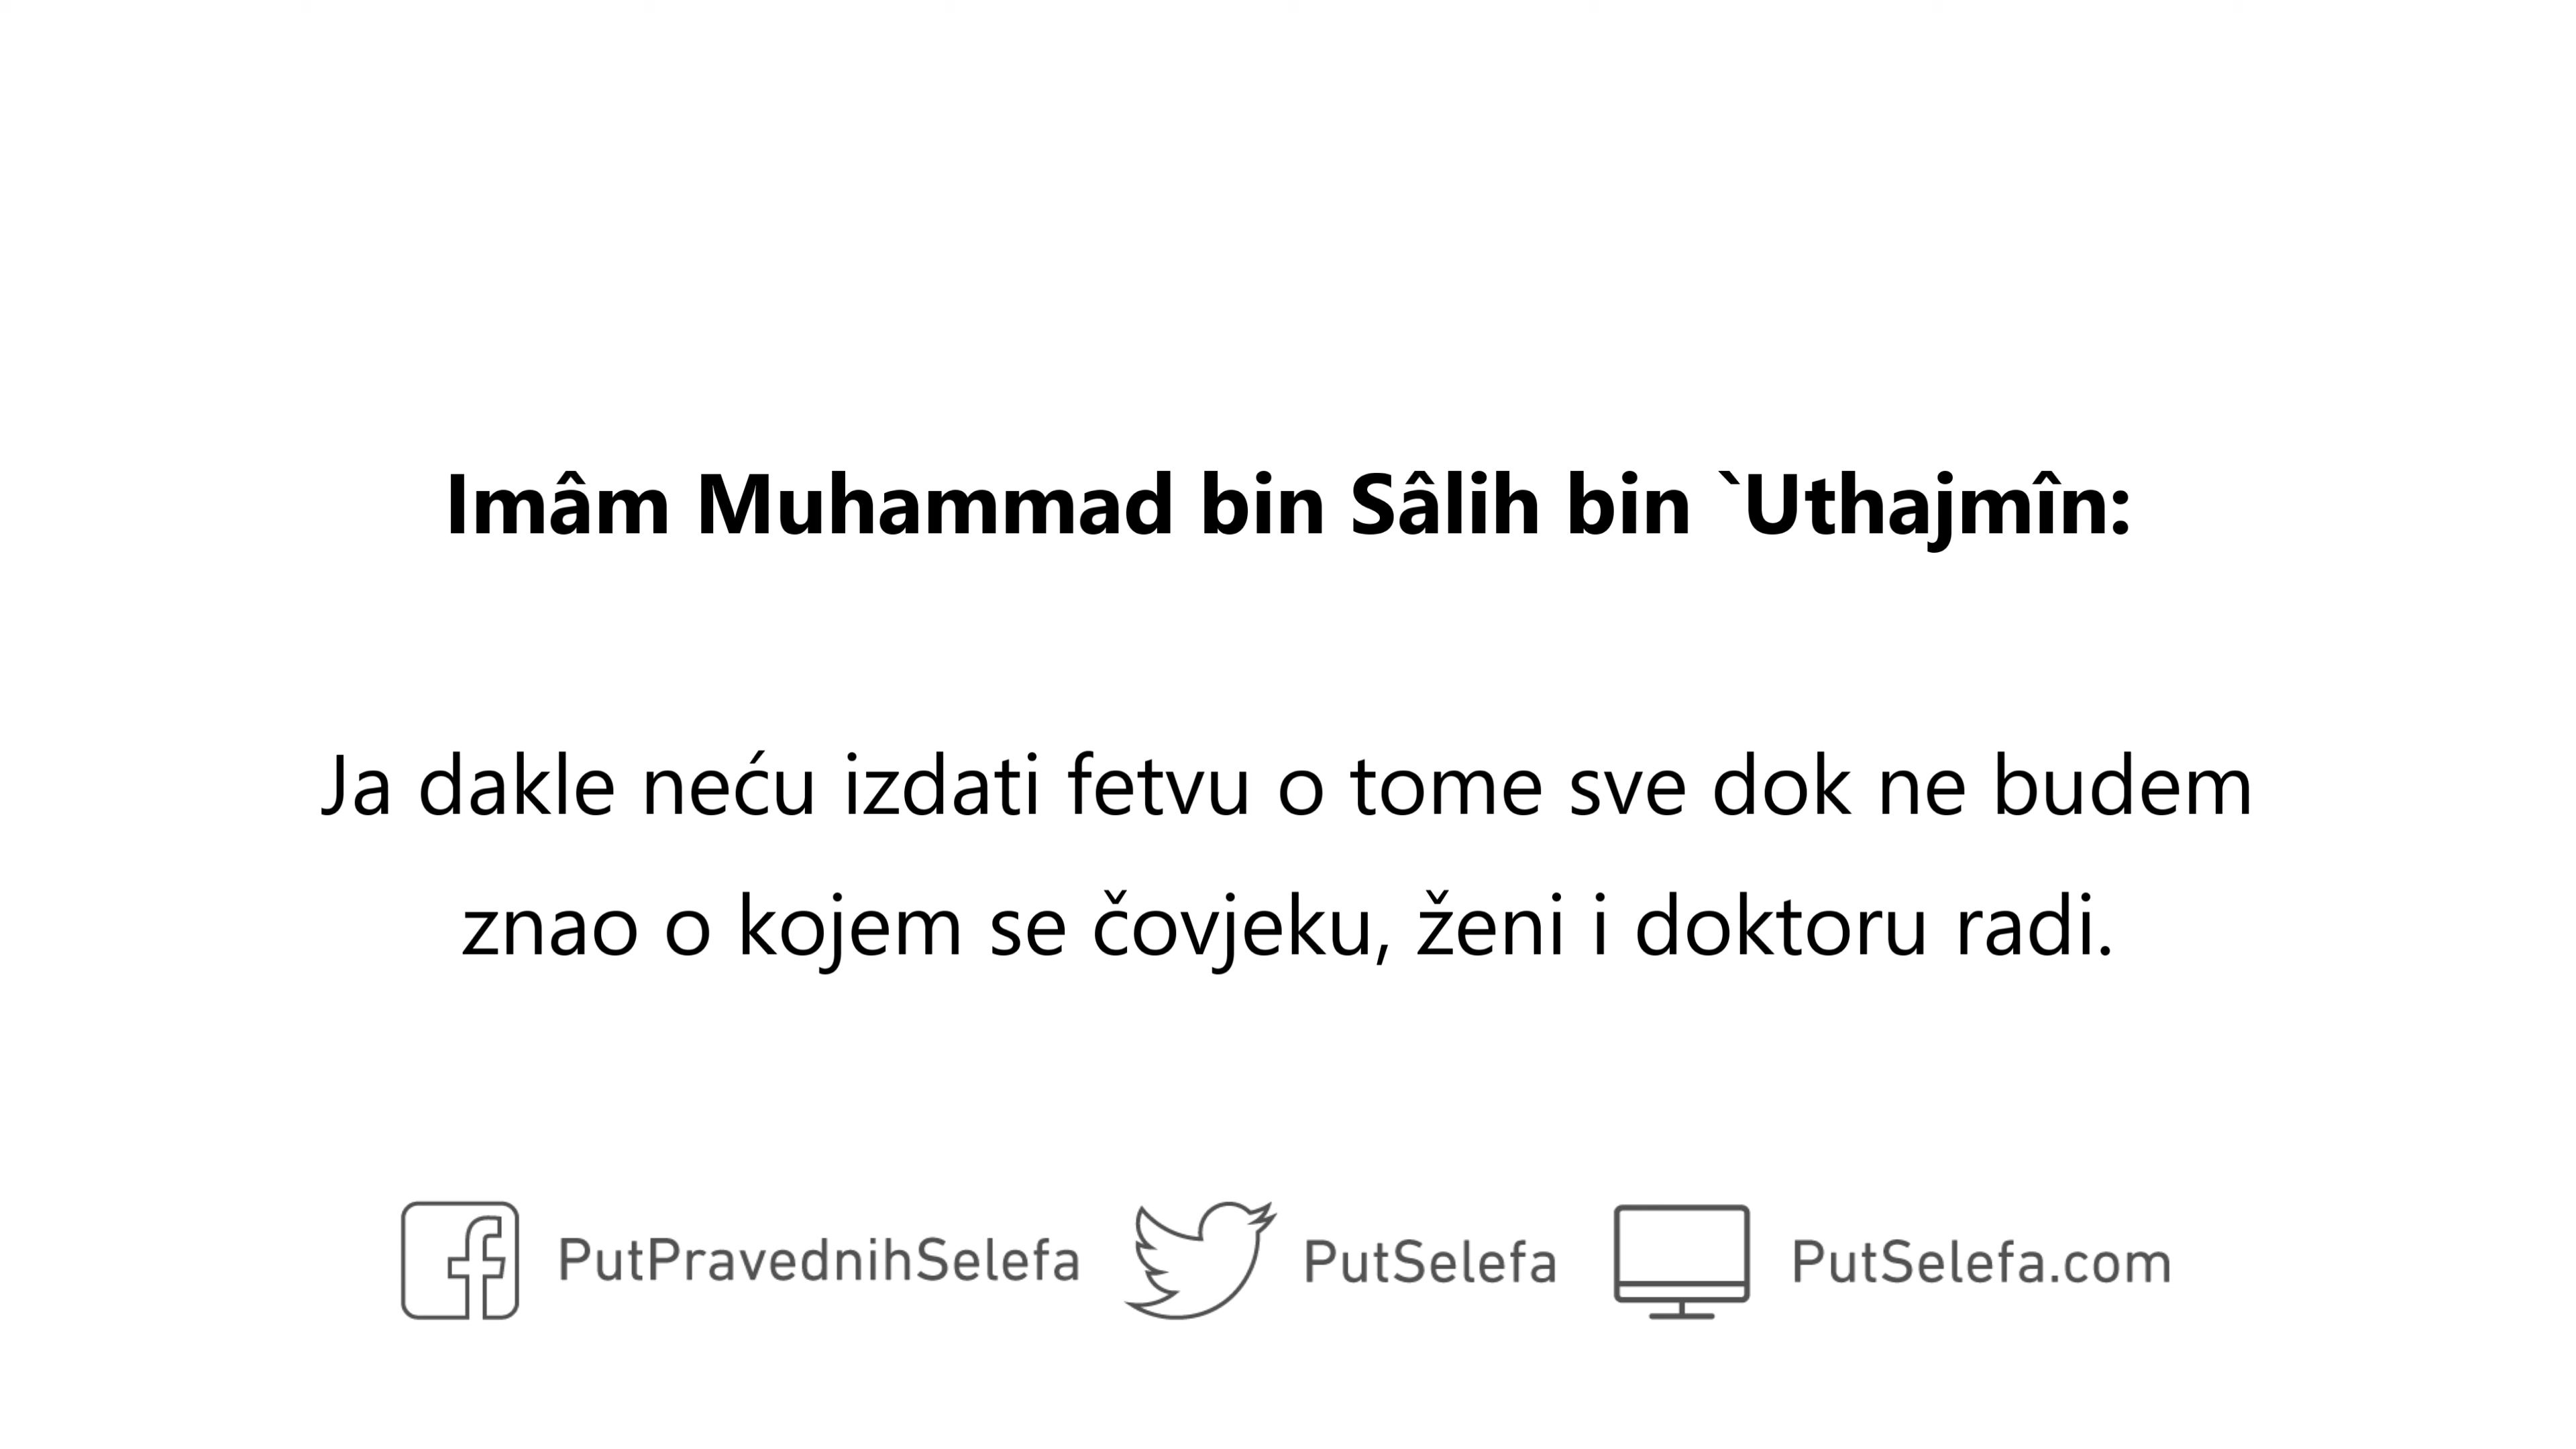 Imâm Muhammad bin Sâlih bin `Uthajmîn:
Ja dakle neću izdati fetvu o tome sve dok ne budem
znao o kojem se čovjeku, ženi i doktoru radi.
PutPravednihSelefa PutSelefa PutSelefa.com